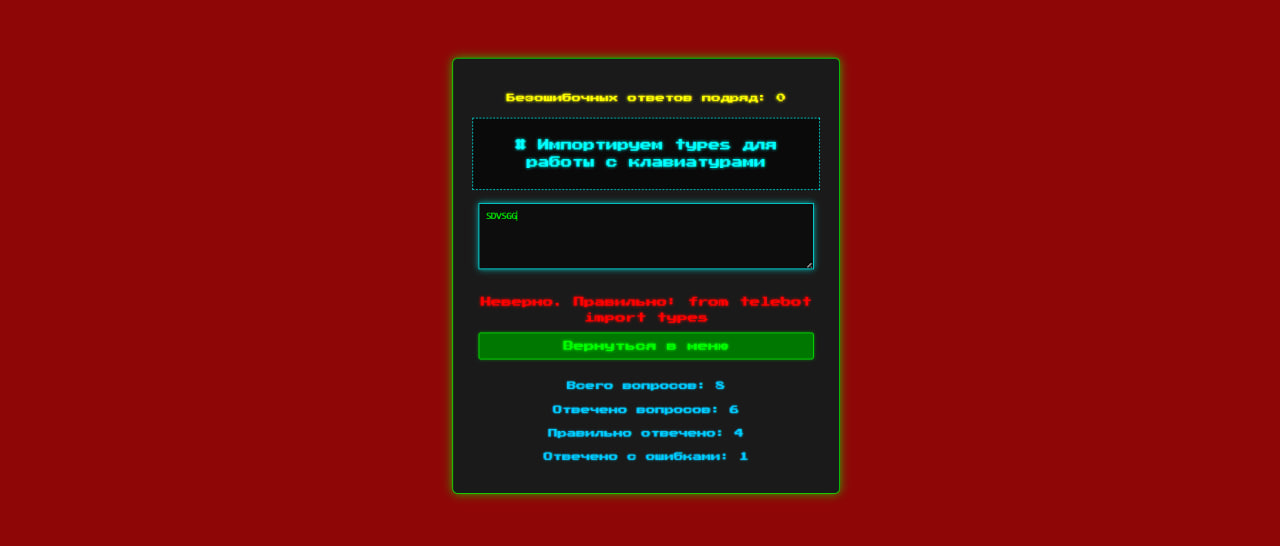 Безошибочных ответов подряд: 0
# Импортируем types для
работы с клавиатурами
SDVSGG
Неверно. Правильно: from telebot
import types
Вернуться в меню
Всего вопросов: 8
Отвечено вопросов: 6
Правильно отвечено: 4
Отвечено с ошибками: 1